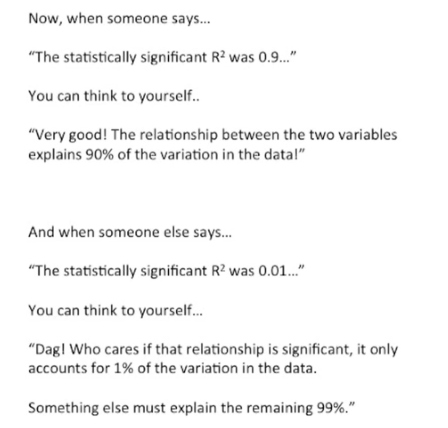 Now, when someone says...
“The statistically significant R² was 0.9...”
You can think to yourself..
“Very good! The relationship between the two variables
explains 90% of the variation in the data!”
And when someone else says...
“The statistically significant R² was 0.01...”
You can think to yourself...
“Dag! Who cares if that relationship is significant, it only
accounts for 1% of the variation in the data.
Something else must explain the remaining 99%.”